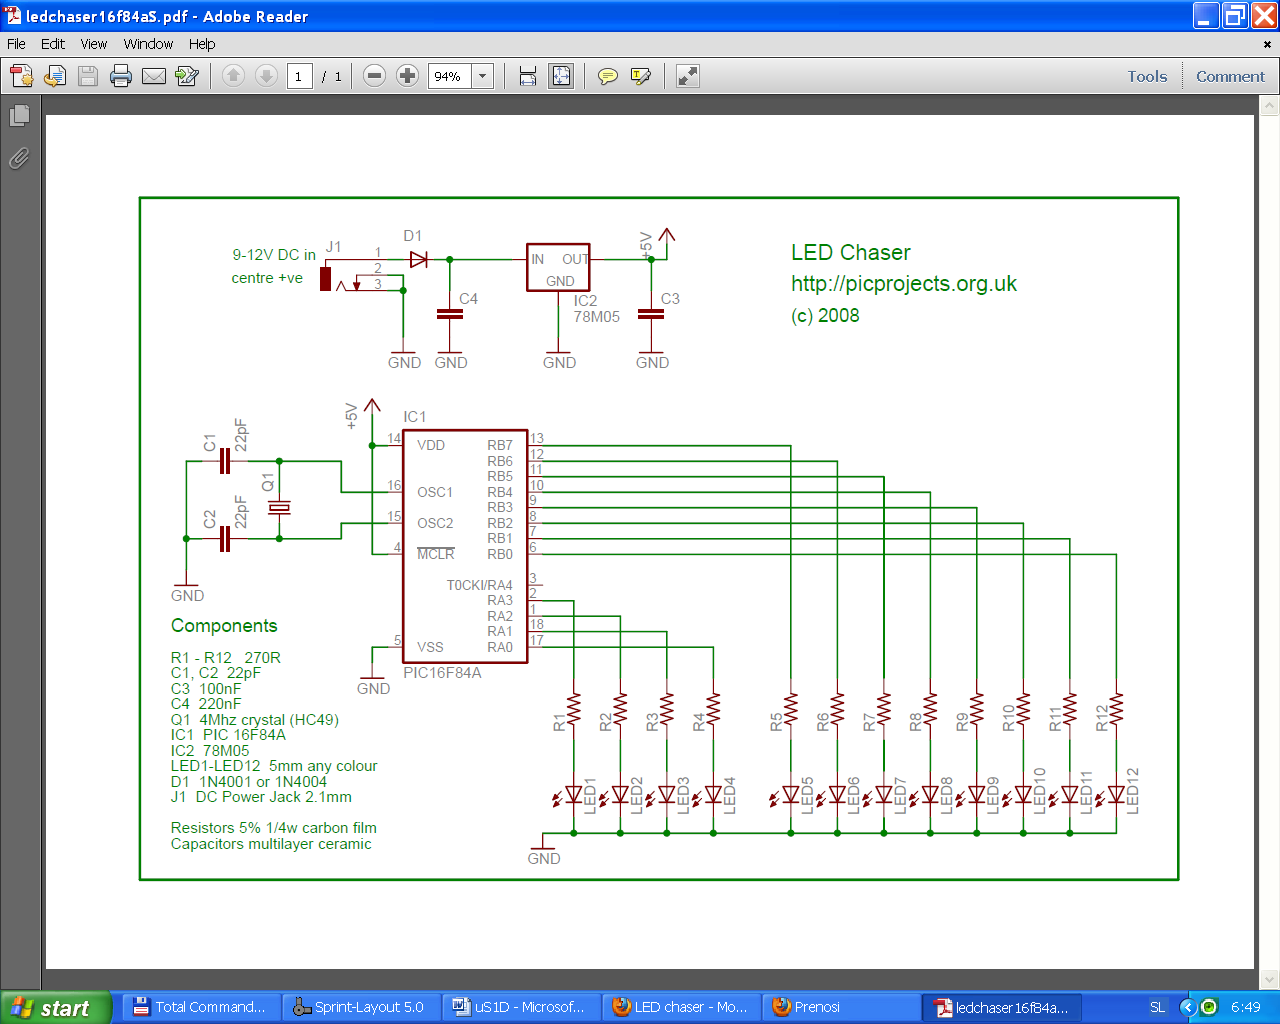 ledchaser16f84aS.pdf - Adobe Reader
File Edit View Window Help
1 / 1 94% Tools Comment
9-12V DC in
centre +ve
J1
1
2
3
D1
C4
GND
GND
IN OUT
GND
IC2
78M05
GND
+5V
C3
GND
LED Chaser
http://picprojects.org.uk
(c) 2008
C1
22pF
C2
22pF
Q1
GND
+5V
IC1
14 VDD
16 OSC1
15 OSC2
4 MCLR
5 VSS
GND
RB7 13
RB6 12
RB5 11
RB4 10
RB3 9
RB2 8
RB1 7
RB0 6
T0CKI/RA4 3
RA3 2
RA2 1
RA1 18
RA0 17
PIC16F84A
R1 R2 R3 R4 R5 R6 R7 R8 R9 R10 R11 R12
LED1 LED2 LED3 LED4 LED5 LED6 LED7 LED8 LED9 LED10 LED11 LED12
GND
Components
R1 - R12 270R
C1, C2 22pF
C3 100nF
C4 220nF
Q1 4Mhz crystal (HC49)
IC1 PIC 16F84A
IC2 78M05
LED1-LED12 5mm any colour
D1 1N4001 or 1N4004
J1 DC Power Jack 2.1mm
Resistors 5% 1/4w carbon film
Capacitors multilayer ceramic
start Total Command... Sprint-Layout 5.0 uS1D - Microsof... LED chaser - Mo... Prenosi ledchaser16f84a... SL 6:49